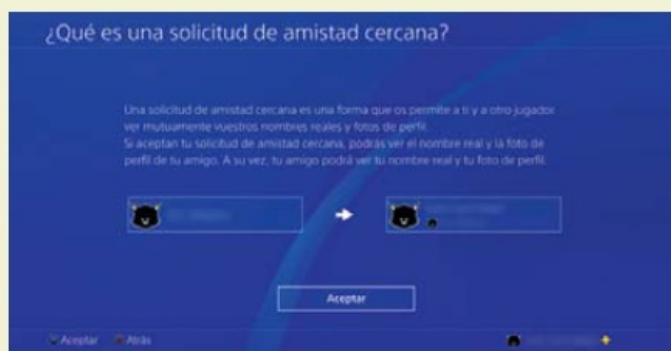 ¿Qué es una solicitud de amistad cercana?
Una solicitud de amistad cercana es una forma que os permite a ti y a otro jugador
ver mutuamente vuestros nombres reales y fotos de perfil.
Si aceptan tu solicitud de amistad cercana, podrás ver el nombre real y la foto de
perfil de tu amigo. A su vez, tu amigo podrá ver tu nombre real y tu foto de perfil.
Aceptar
Aceptar Atrás